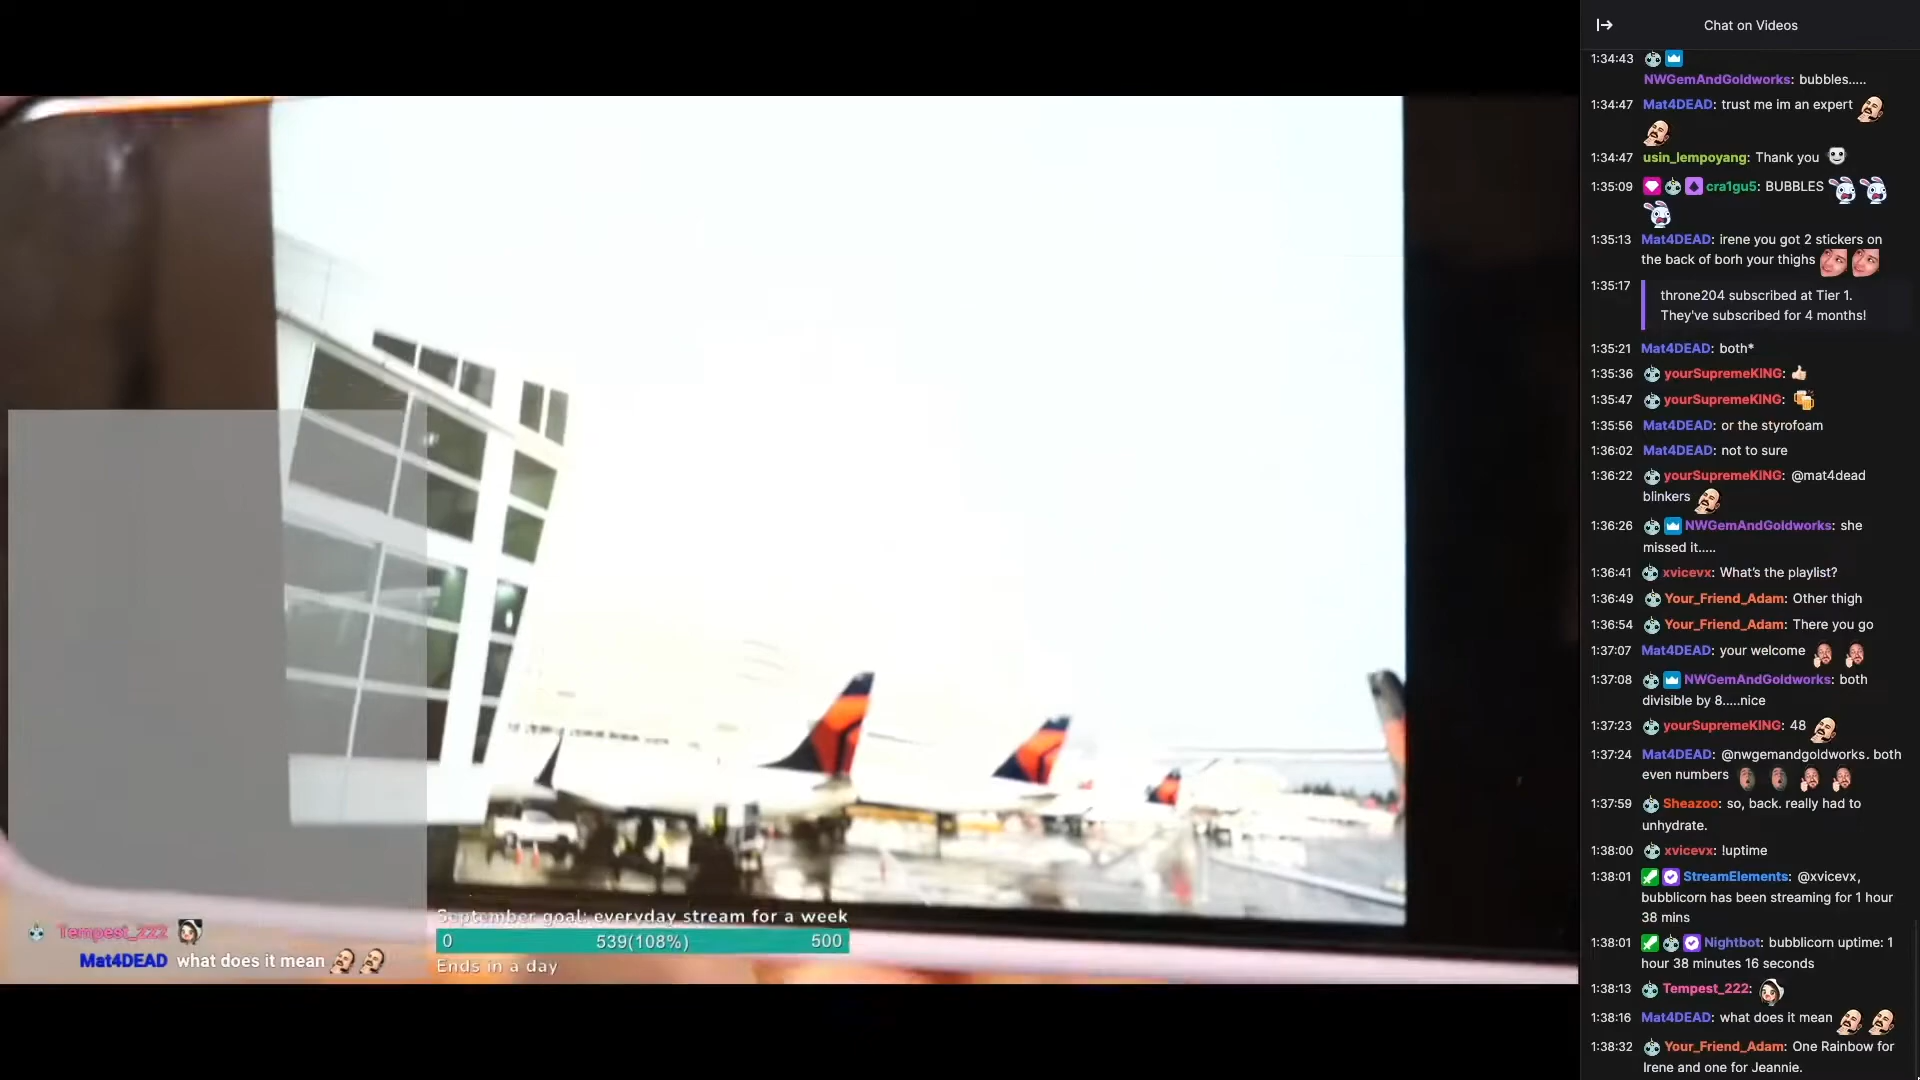 Chat on Videos
1:34:43
NWGemAndGoldworks: bubbles.....
1:34:47 Mat4DEAD: trust me im an expert
1:34:47 usin_lempoyang: Thank you
1:35:09 cra1gu5: BUBBLES
1:35:13 Mat4DEAD: irene you got 2 stickers on
the back of borh your thighs
1:35:17 throne204 subscribed at Tier 1.
They've subscribed for 4 months!
1:35:21 Mat4DEAD: both*
1:35:36 yourSupremeKING:
1:35:47 yourSupremeKING:
1:35:56 Mat4DEAD: or the styrofoam
1:36:02 Mat4DEAD: not to sure
1:36:22 yourSupremeKING: @mat4dead
blinkers
1:36:26 NWGemAndGoldworks: she
missed it.....
1:36:41 xvicevx: What's the playlist?
1:36:49 Your_Friend_Adam: Other thigh
1:36:54 Your_Friend_Adam: There you go
1:37:07 Mat4DEAD: your welcome
1:37:08 NWGemAndGoldworks: both
divisible by 8.....nice
1:37:23 yourSupremeKING: 48
1:37:24 Mat4DEAD: @nwgemandgoldworks. both
even numbers
1:37:59 Sheazoo: so, back. really had to
unhydrate.
1:38:00 xvicevx: !uptime
1:38:01 StreamElements: @xvicevx,
bubblicorn has been streaming for 1 hour
38 mins
1:38:01 Nightbot: bubblicorn uptime: 1
hour 38 minutes 16 seconds
1:38:13 Tempest_222:
1:38:16 Mat4DEAD: what does it mean
1:38:32 Your_Friend_Adam: One Rainbow for
Irene and one for Jeannie.
Tempest_222
Mat4DEAD what does it mean
September goal: everyday stream for a week
0 539(108%) 500
Ends in a day